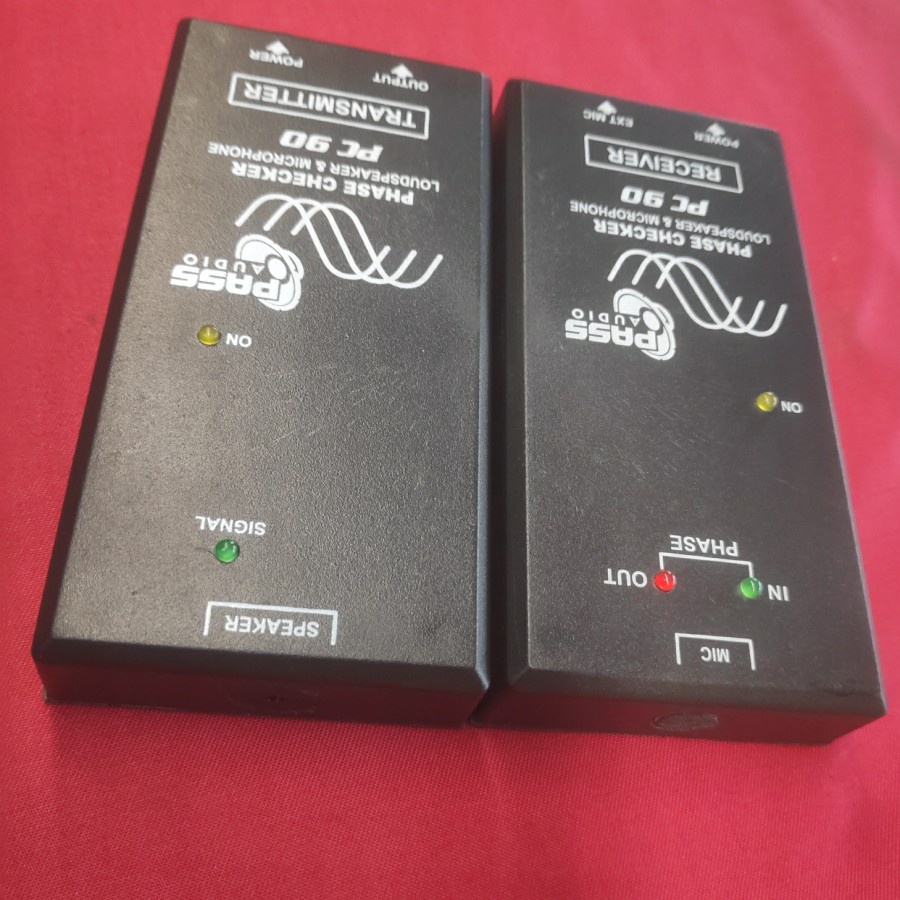 MIC
IN OUT
PHASE
ON
PASS
AUDIO
PHASE CHECKER
LOUDSPEAKER & MICROPHONE
PC 90
RECEIVER
POWER EXT MIC
SPEAKER
SIGNAL
ON
PASS
AUDIO
PHASE CHECKER
LOUDSPEAKER & MICROPHONE
PC 90
TRANSMITTER
OUTPUT POWER